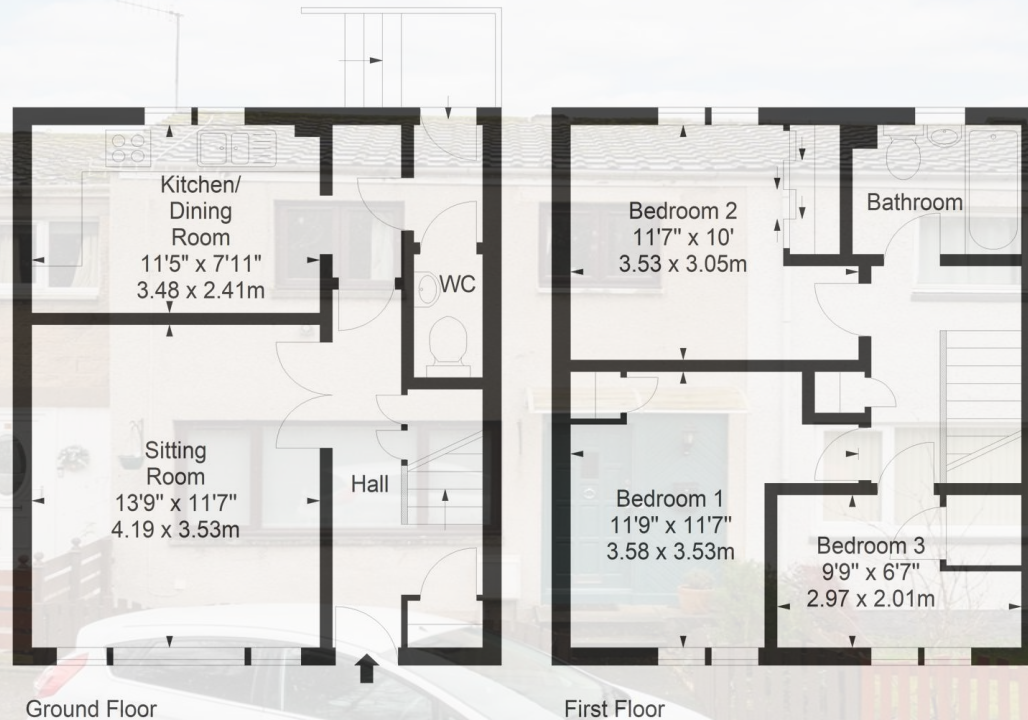 Kitchen/
Dining
Room
11'5" x 7'11"
3.48 x 2.41m
WC
Sitting
Room
13'9" x 11'7"
4.19 x 3.53m
Hall
Ground Floor
Bedroom 2
11'7" x 10'
3.53 x 3.05m
Bathroom
Bedroom 1
11'9" x 11'7"
3.58 x 3.53m
Bedroom 3
9'9" x 6'7"
2.97 x 2.01m
First Floor